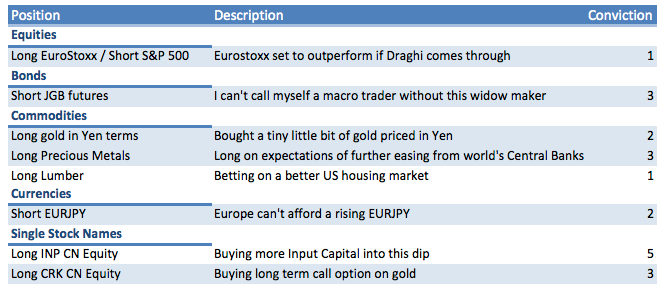 Position Description Conviction
Equities
Long EuroStoxx / Short S&P 500 Eurostoxx set to outperform if Draghi comes through 1
Bonds
Short JGB futures I can't call myself a macro trader without this widow maker 3
Commodities
Long gold in Yen terms Bought a tiny little bit of gold priced in Yen 2
Long Precious Metals Long on expectations of further easing from world's Central Banks 3
Long Lumber Betting on a better US housing market 1
Currencies
Short EURJPY Europe can't afford a rising EURJPY 2
Single Stock Names
Long INP CN Equity Buying more Input Capital into this dip 5
Long CRK CN Equity Buying long term call option on gold 3